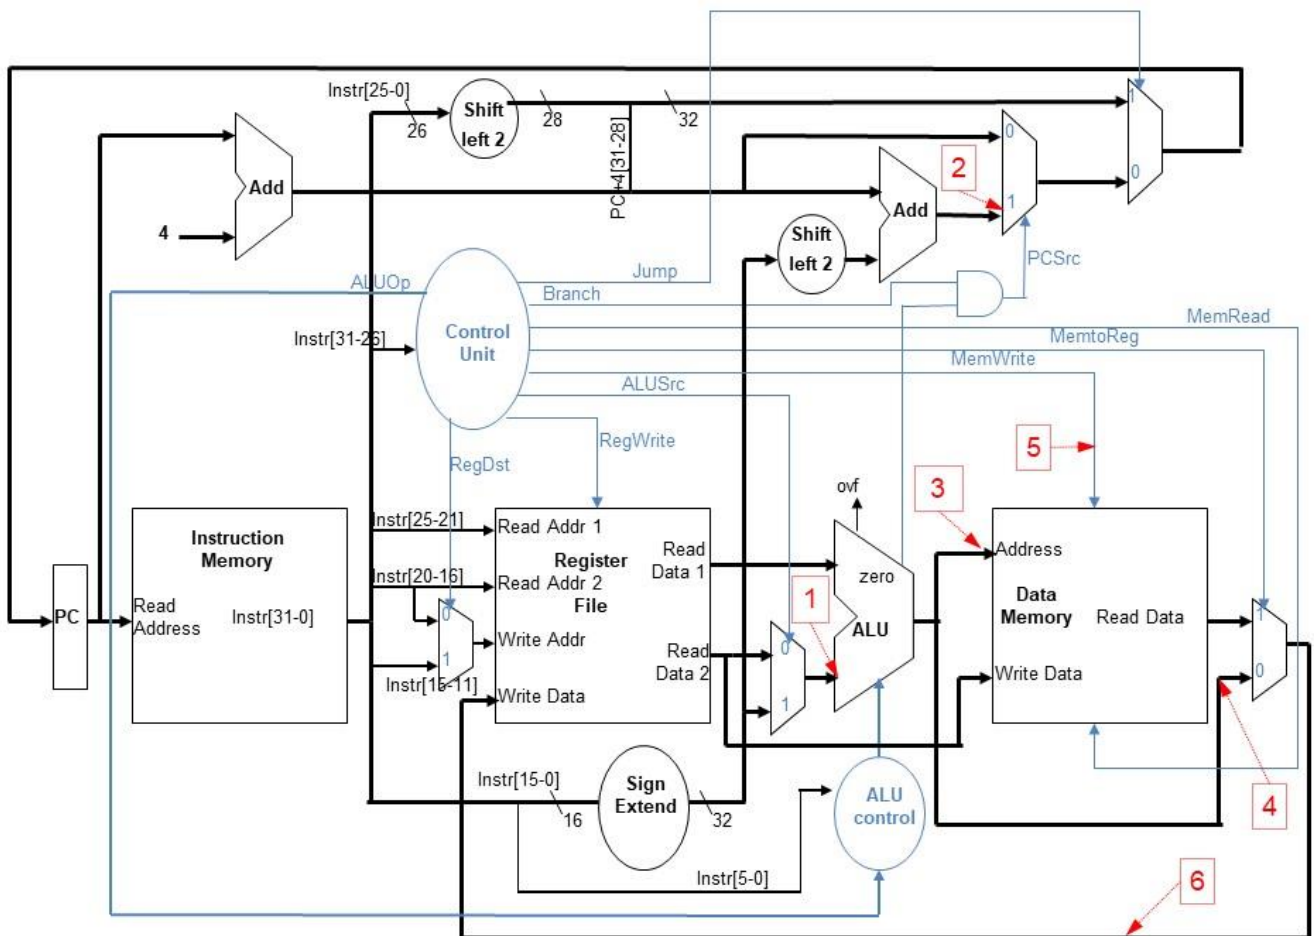 Instr[25-0]
26
Shift
left 2
28
32
1
0
PC+4[31-28]
Add
4
0
2
1
Add
Shift
left 2
PCSrc
ALUOp
Jump
Branch
Control
Unit
Instr[31-26]
MemRead
MemtoReg
MemWrite
ALUSrc
RegWrite
RegDst
5
3
ovf
Instruction
Memory
Read
Address
Instr[31-0]
PC
Instr[25-21]
Read Addr 1
Register
File
Read
Data 1
Instr[20-16]
Read Addr 2
0
1
Write Addr
Read
Data 2
Instr[15-11]
Write Data
0
1
1
zero
ALU
Address
Data
Memory
Read Data
Write Data
1
0
4
Instr[15-0]
16
Sign
Extend
32
ALU
control
Instr[5-0]
6